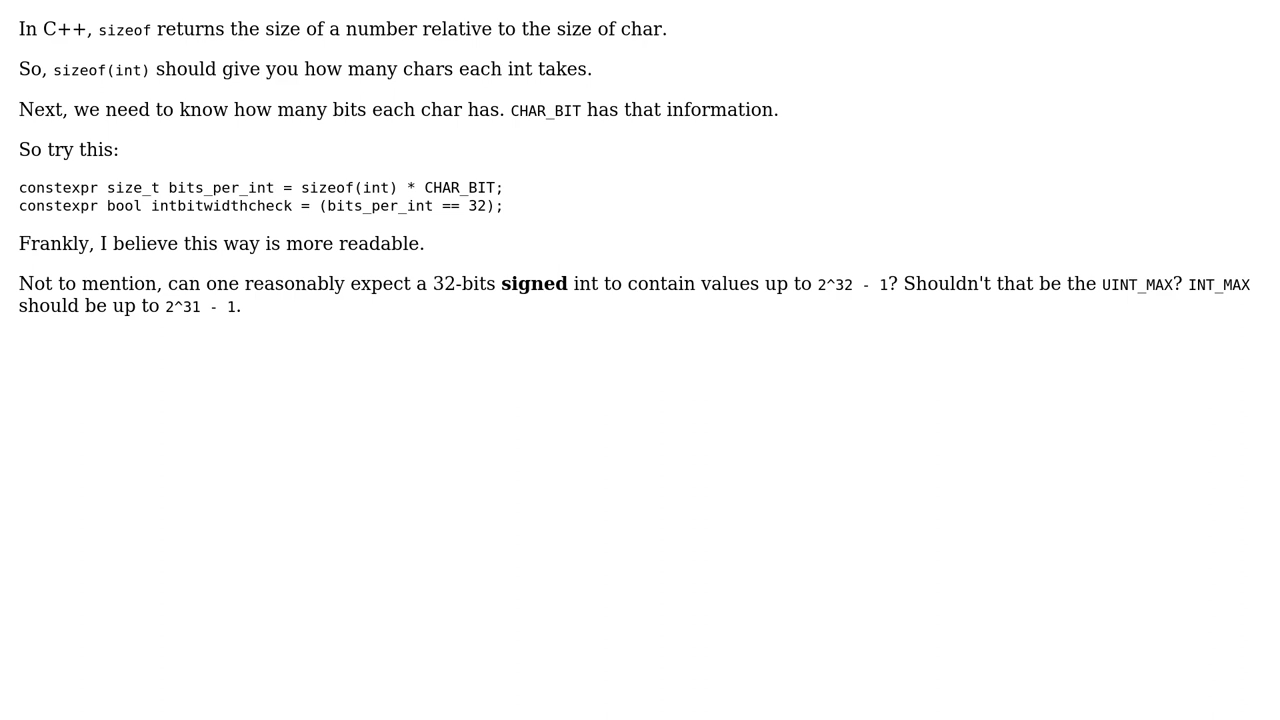 In C++, sizeof returns the size of a number relative to the size of char.
So, sizeof(int) should give you how many chars each int takes.
Next, we need to know how many bits each char has. CHAR_BIT has that information.
So try this:
constexpr size_t bits_per_int = sizeof(int) * CHAR_BIT;
constexpr bool intbitwidthcheck = (bits_per_int == 32);
Frankly, I believe this way is more readable.
Not to mention, can one reasonably expect a 32-bits signed int to contain values up to 2^32 - 1? Shouldn't that be the UINT_MAX? INT_MAX
should be up to 2^31 - 1.